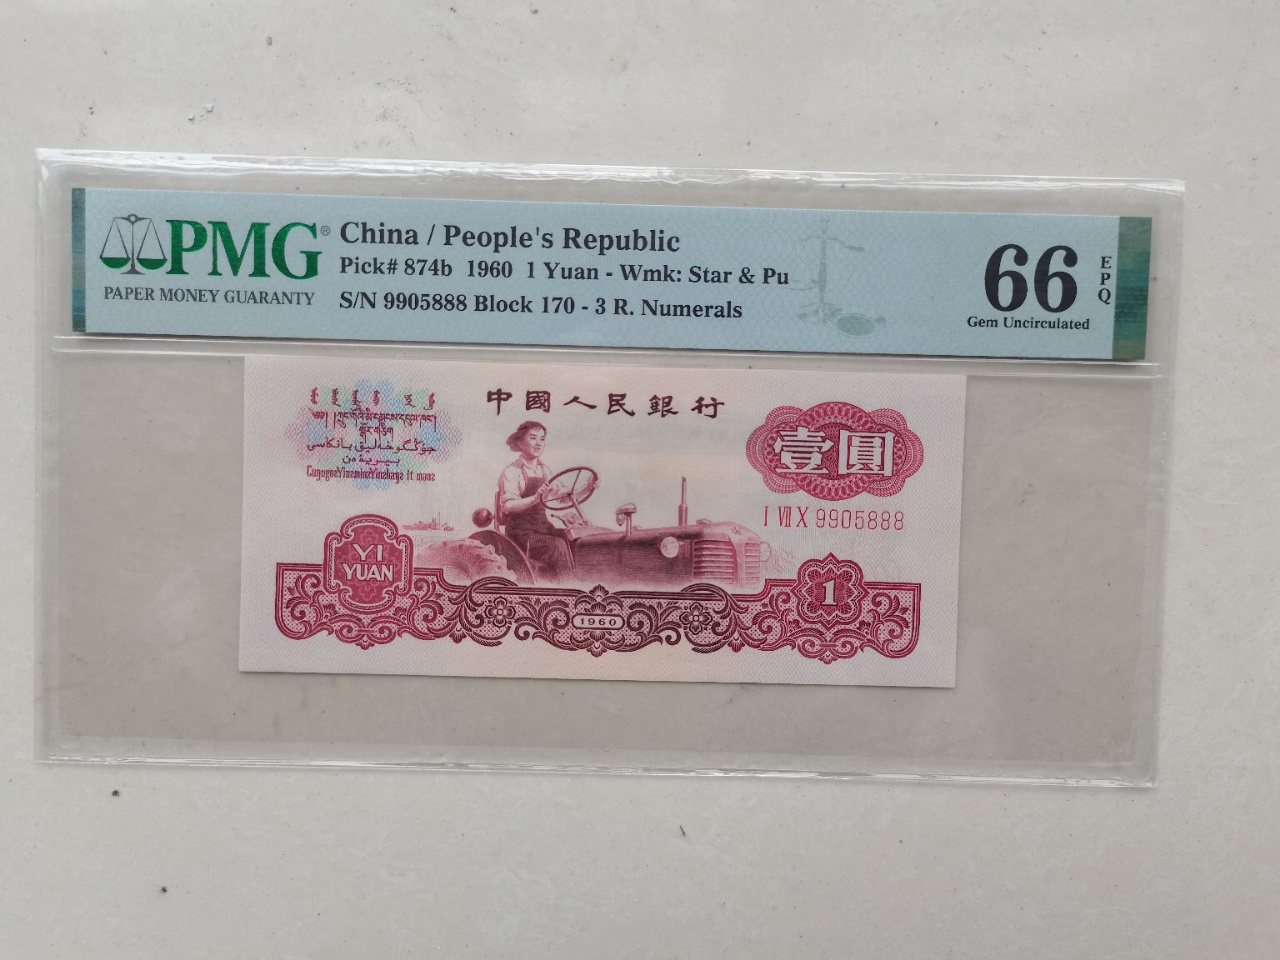 PMG®
PAPER MONEY GUARANTY
China / People's Republic
Pick# 874b 1960 1 Yuan - Wmk: Star & Pu
S/N 9905888 Block 170 - 3 R. Numerals
66
EPQ
Gem Uncirculated
中國人民銀行
壹圓
I VII X 9905888
YI
YUAN
1960
1